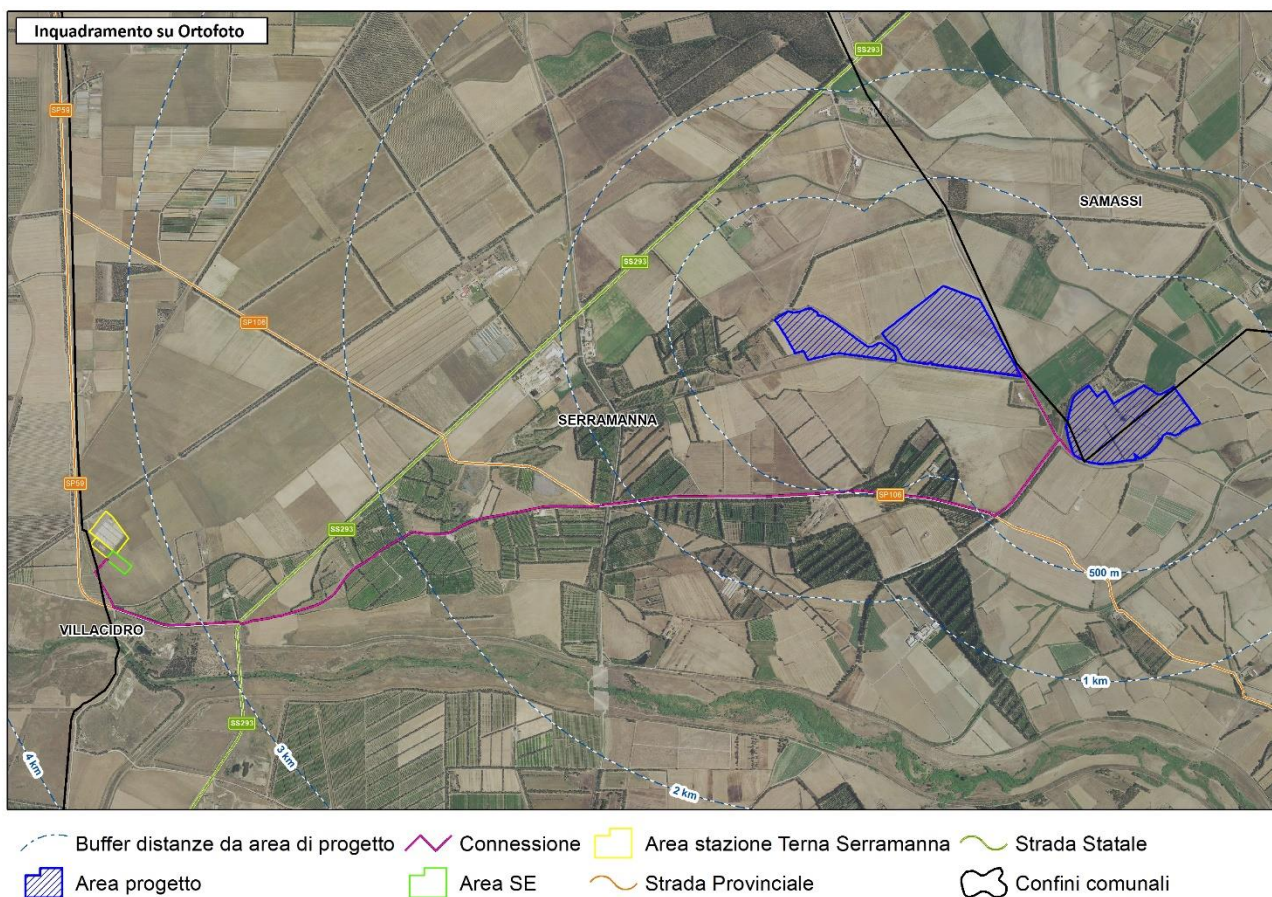 Inquadramento su Ortofoto
SS293
SP59
SAMASSI
SS293
SP106
SERRAMANNA
SP59
SP106
SS293
500 m
VILLACIDRO
1 km
SS293
4 km
3 km
2 km
Buffer distanze da area di progetto
Connessione
Area stazione Terna Serramanna
Strada Statale
Area progetto
Area SE
Strada Provinciale
Confini comunali